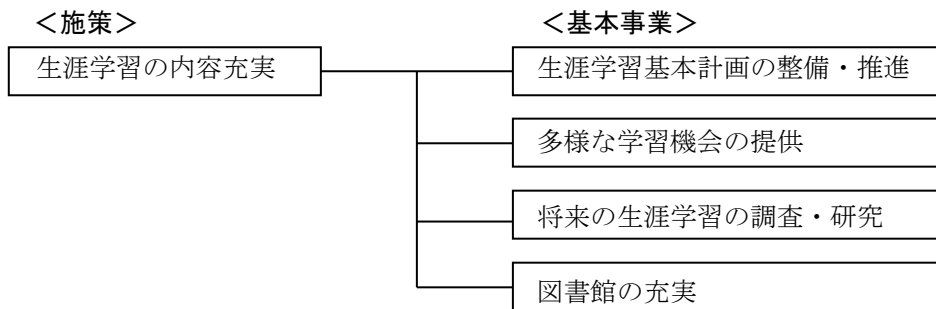 ＜施策＞
＜基本事業＞
生涯学習の内容充実
生涯学習基本計画の整備・推進
多様な学習機会の提供
将来の生涯学習の調査・研究
図書館の充実